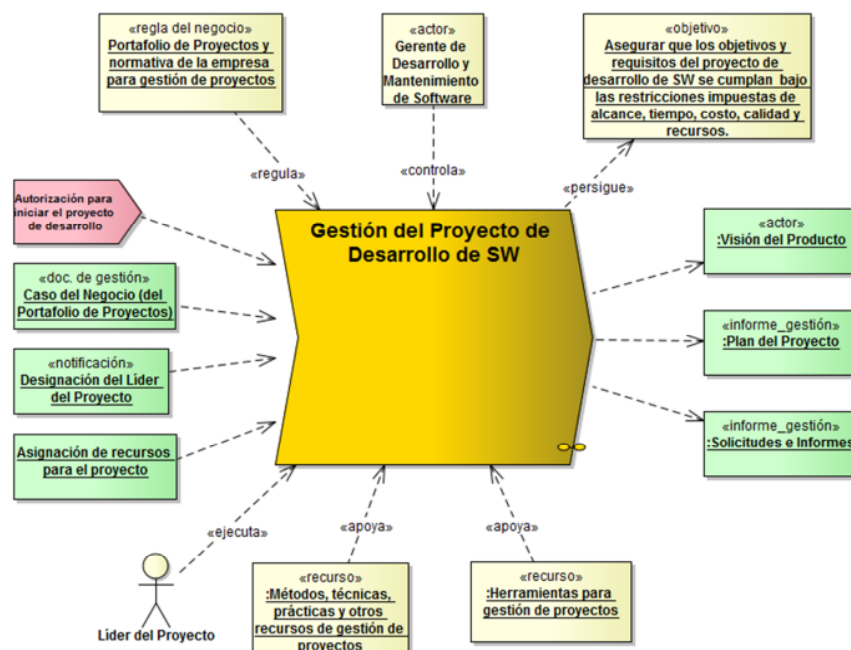 «regla del negocio»
Portafolio de Proyectos y
normativa de la empresa
para gestión de proyectos
«actor»
Gerente de
Desarrollo y
Mantenimiento
de Software
«objetivo»
Asegurar que los objetivos y
requisitos del proyecto de
desarrollo de SW se cumplan bajo
las restricciones impuestas de
alcance, tiempo, costo, calidad y
recursos.
«regula»
«controla»
«persigue»
Autorización para
iniciar el proyecto
de desarrollo
«doc. de gestión»
Caso del Negocio (del
Portafolio de Proyectos)
«notificación»
Designación del Líder
del Proyecto
Asignación de recursos
para el proyecto
Gestión del Proyecto de
Desarrollo de SW
«actor»
:Visión del Producto
«informe_gestión»
:Plan del Proyecto
«informe_gestión»
:Solicitudes e Informes
«ejecuta»
«apoya»
«apoya»
Líder del Proyecto
«recurso»
:Métodos, técnicas,
prácticas y otros
recursos de gestión de
proyectos
«recurso»
:Herramientas para
gestión de proyectos